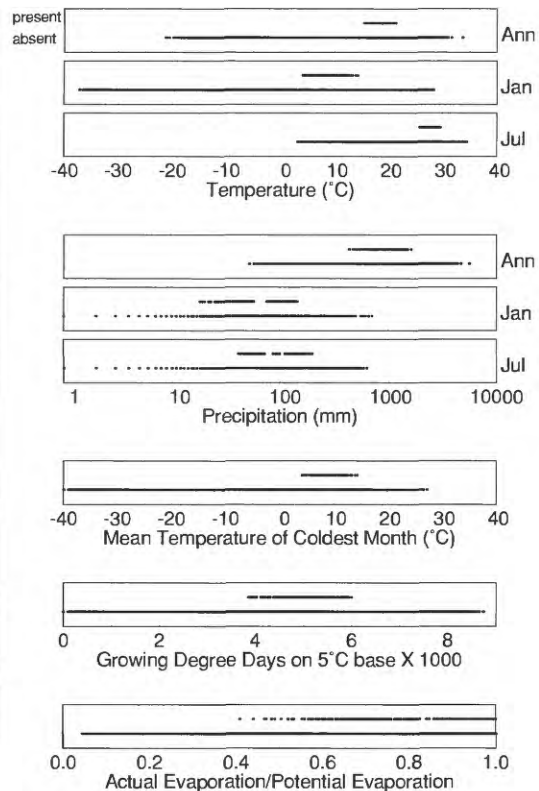 present
absent
Ann
Jan
Jul
-40 -30 -20 -10 0 10 20 30 40
Temperature (˚C)
Ann
Jan
Jul
1 10 100 1000 10000
Precipitation (mm)
-40 -30 -20 -10 0 10 20 30 40
Mean Temperature of Coldest Month (˚C)
0 2 4 6 8
Growing Degree Days on 5˚C base X 1000
0.0 0.2 0.4 0.6 0.8 1.0
Actual Evaporation/Potential Evaporation